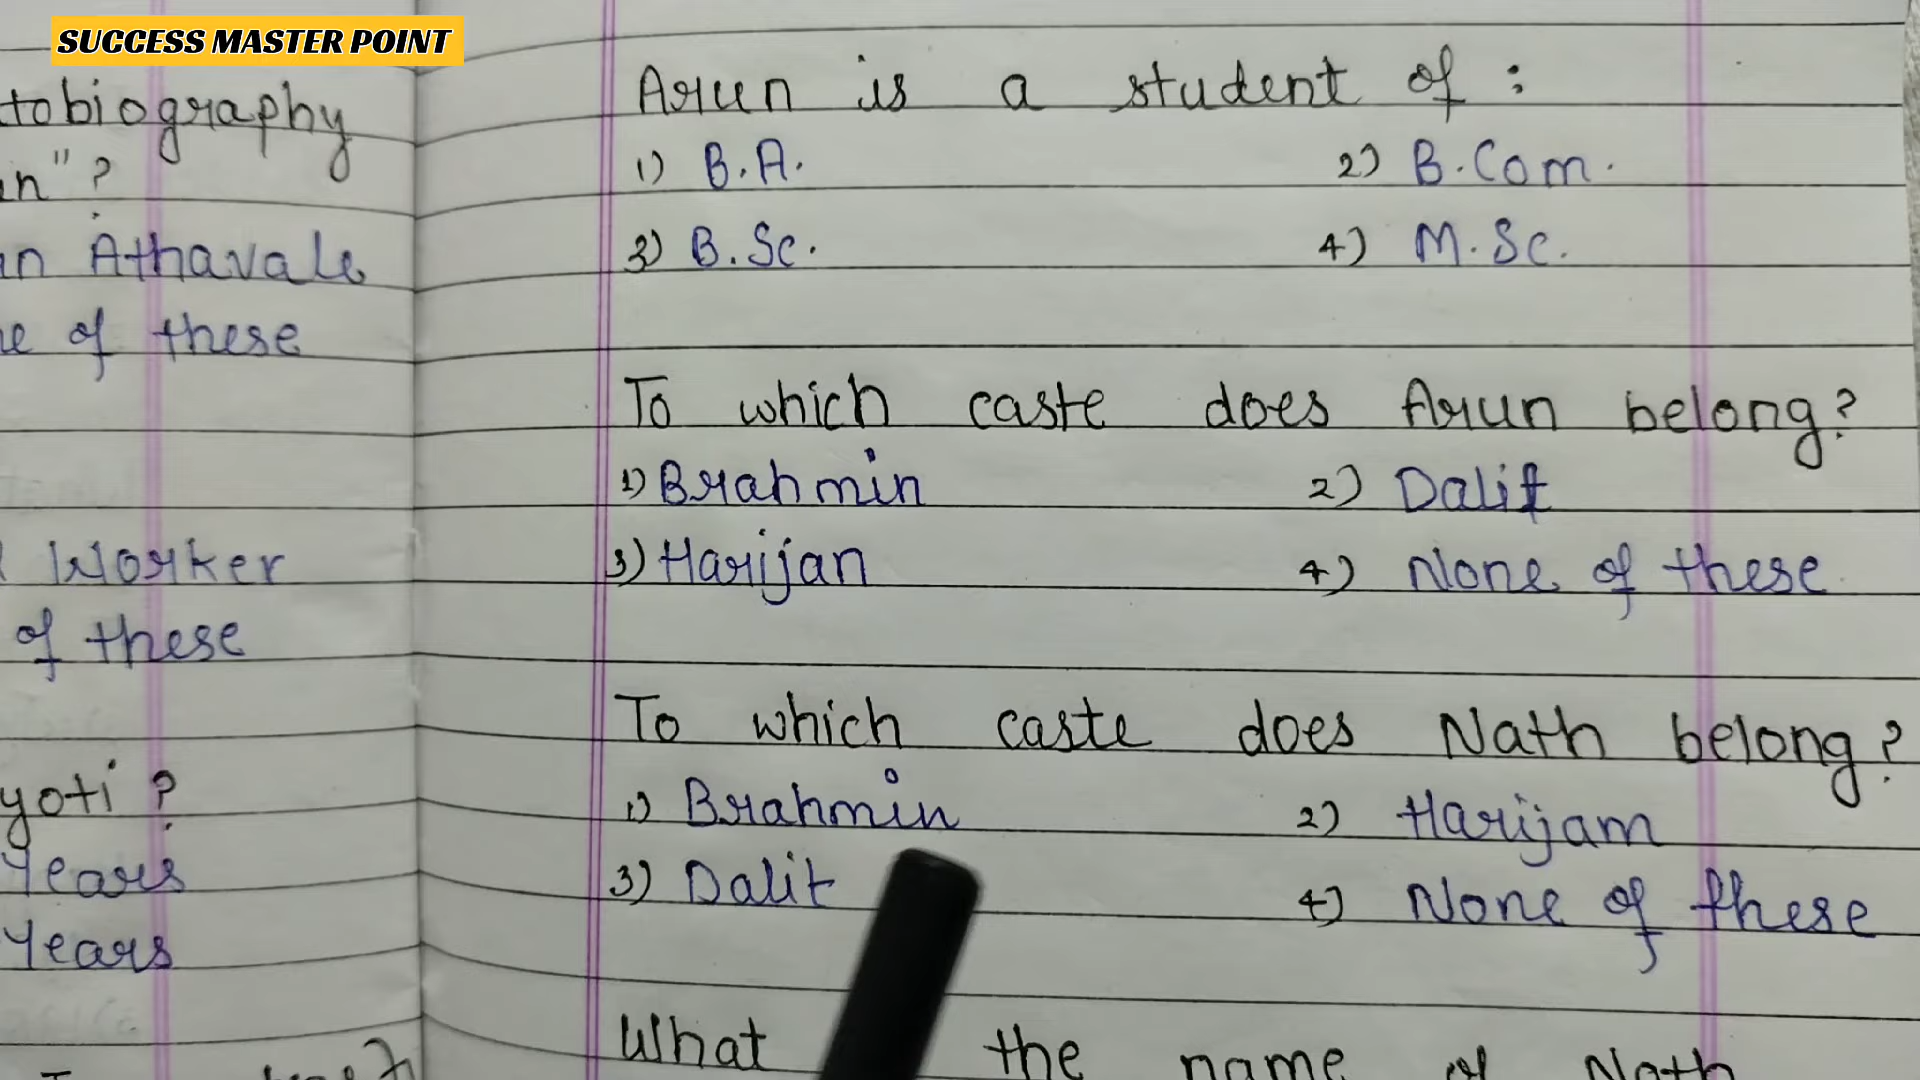 SUCCESS MASTER POINT
tobiography
n" ?
n Athavale
e of these
Worker
of these
yoti ?
Years
Years
Arun is a student of :
1) B.A. 2) B.Com.
3) B.Sc. 4) M.Sc.
To which caste does Arun belong?
1) Brahmin 2) Dalit
3) Harijan 4) None of these
To which caste does Nath belong?
1) Brahmin 2) Harijam
3) Dalit 4) None of these
What the name of Nath